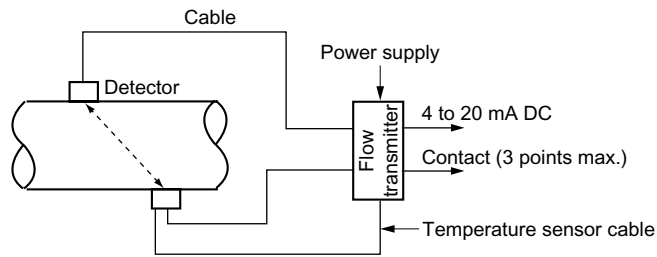 Cable
Power supply
Detector
4 to 20 mA DC
Flow
transmitter
Contact (3 points max.)
Temperature sensor cable